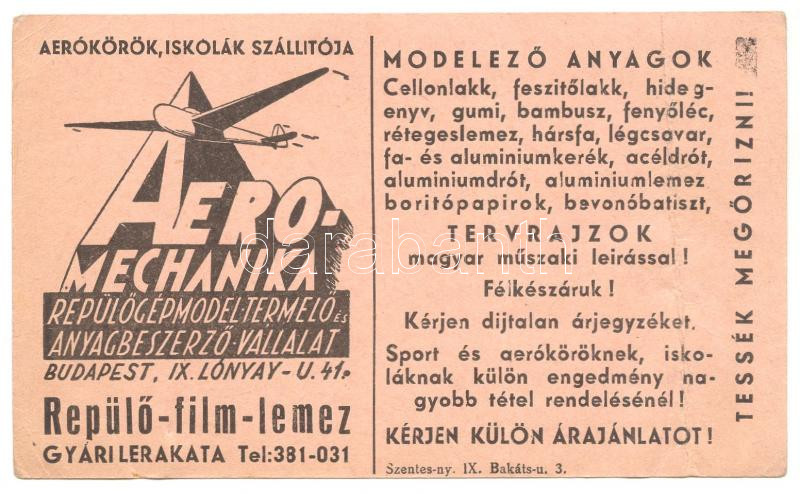 AERÓKÖRÖK, ISKOLÁK SZÁLLITÓJA
AERO-
MECHANIKA
REPÜLŐGÉPMODEL-TERMELŐ ÉS
ANYAGBESZERZŐ-VÁLLALAT
BUDAPEST, IX. LÓNYAY-U. 41.
Repülő-film-lemez
GYÁRI LERAKATA Tel: 381-031
MODELEZŐ ANYAGOK
Cellonlakk, feszitőlakk, hideg-
enyv, gumi, bambusz, fenyőléc,
rétegeslemez, hársfa, légcsavar,
fa- és aluminiumkerék, acéldrót,
aluminiumdrót, aluminiumlemez
boritópapirok, bevonóbatiszt,
TERVRAJZOK
magyar műszaki leirással!
Félkészáruk!
Kérjen dijtalan árjegyzéket.
Sport és aeróköröknek, isko-
láknak külön engedmény na-
gyobb tétel rendelésénél!
KÉRJEN KÜLÖN ÁRAJÁNLATOT!
Szentes-ny. IX. Bakáts-u. 3.
TESSÉK MEGŐRIZNI!
darabanth